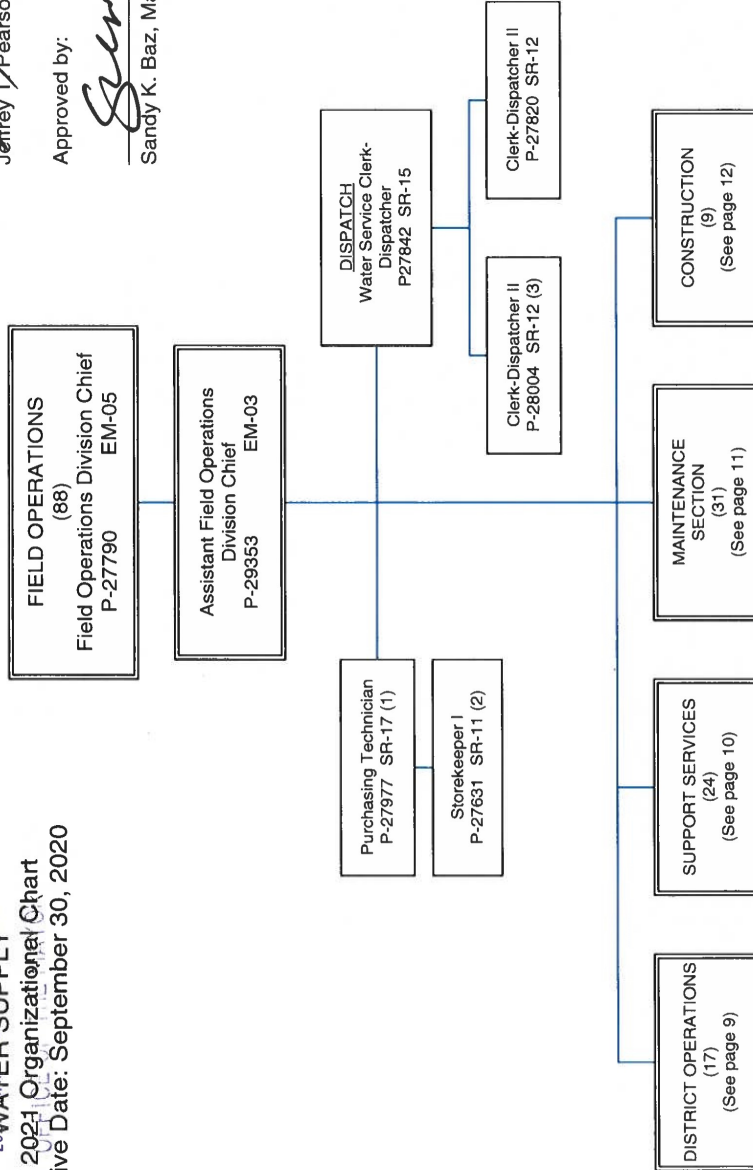 WATER SUPPLY
2021 Organizational Chart
ive Date: September 30, 2020
Approved by:
Sandy K. Baz, Ma
FIELD OPERATIONS
(88)
Field Operations Division Chief
P-27790 EM-05
Assistant Field Operations
Division Chief
P-29353 EM-03
Purchasing Technician
P-27977 SR-17 (1)
Storekeeper I
P-27631 SR-11 (2)
DISPATCH
Water Service Clerk-
Dispatcher
P27842 SR-15
Clerk-Dispatcher II
P-28004 SR-12 (3)
Clerk-Dispatcher II
P-27820 SR-12
DISTRICT OPERATIONS
(17)
(See page 9)
SUPPORT SERVICES
(24)
(See page 10)
MAINTENANCE
SECTION
(31)
(See page 11)
CONSTRUCTION
(9)
(See page 12)